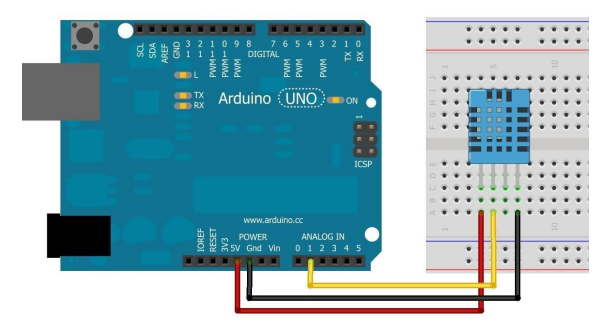 SCL
SDA
AREF
GND
13
12
PWM 11
PWM 10
PWM 9
8
DIGITAL
7
PWM 6
PWM 5
4
PWM 3
2
TX 1
RX 0
L
TX
RX
Arduino UNO
ON
1
ICSP
www.arduino.cc
POWER
ANALOG IN
IOREF
RESET
3V3
5V
Gnd
Vin
0
1
2
3
4
5
1
5
10
J
I
H
G
F
E
D
C
B
A
1
10